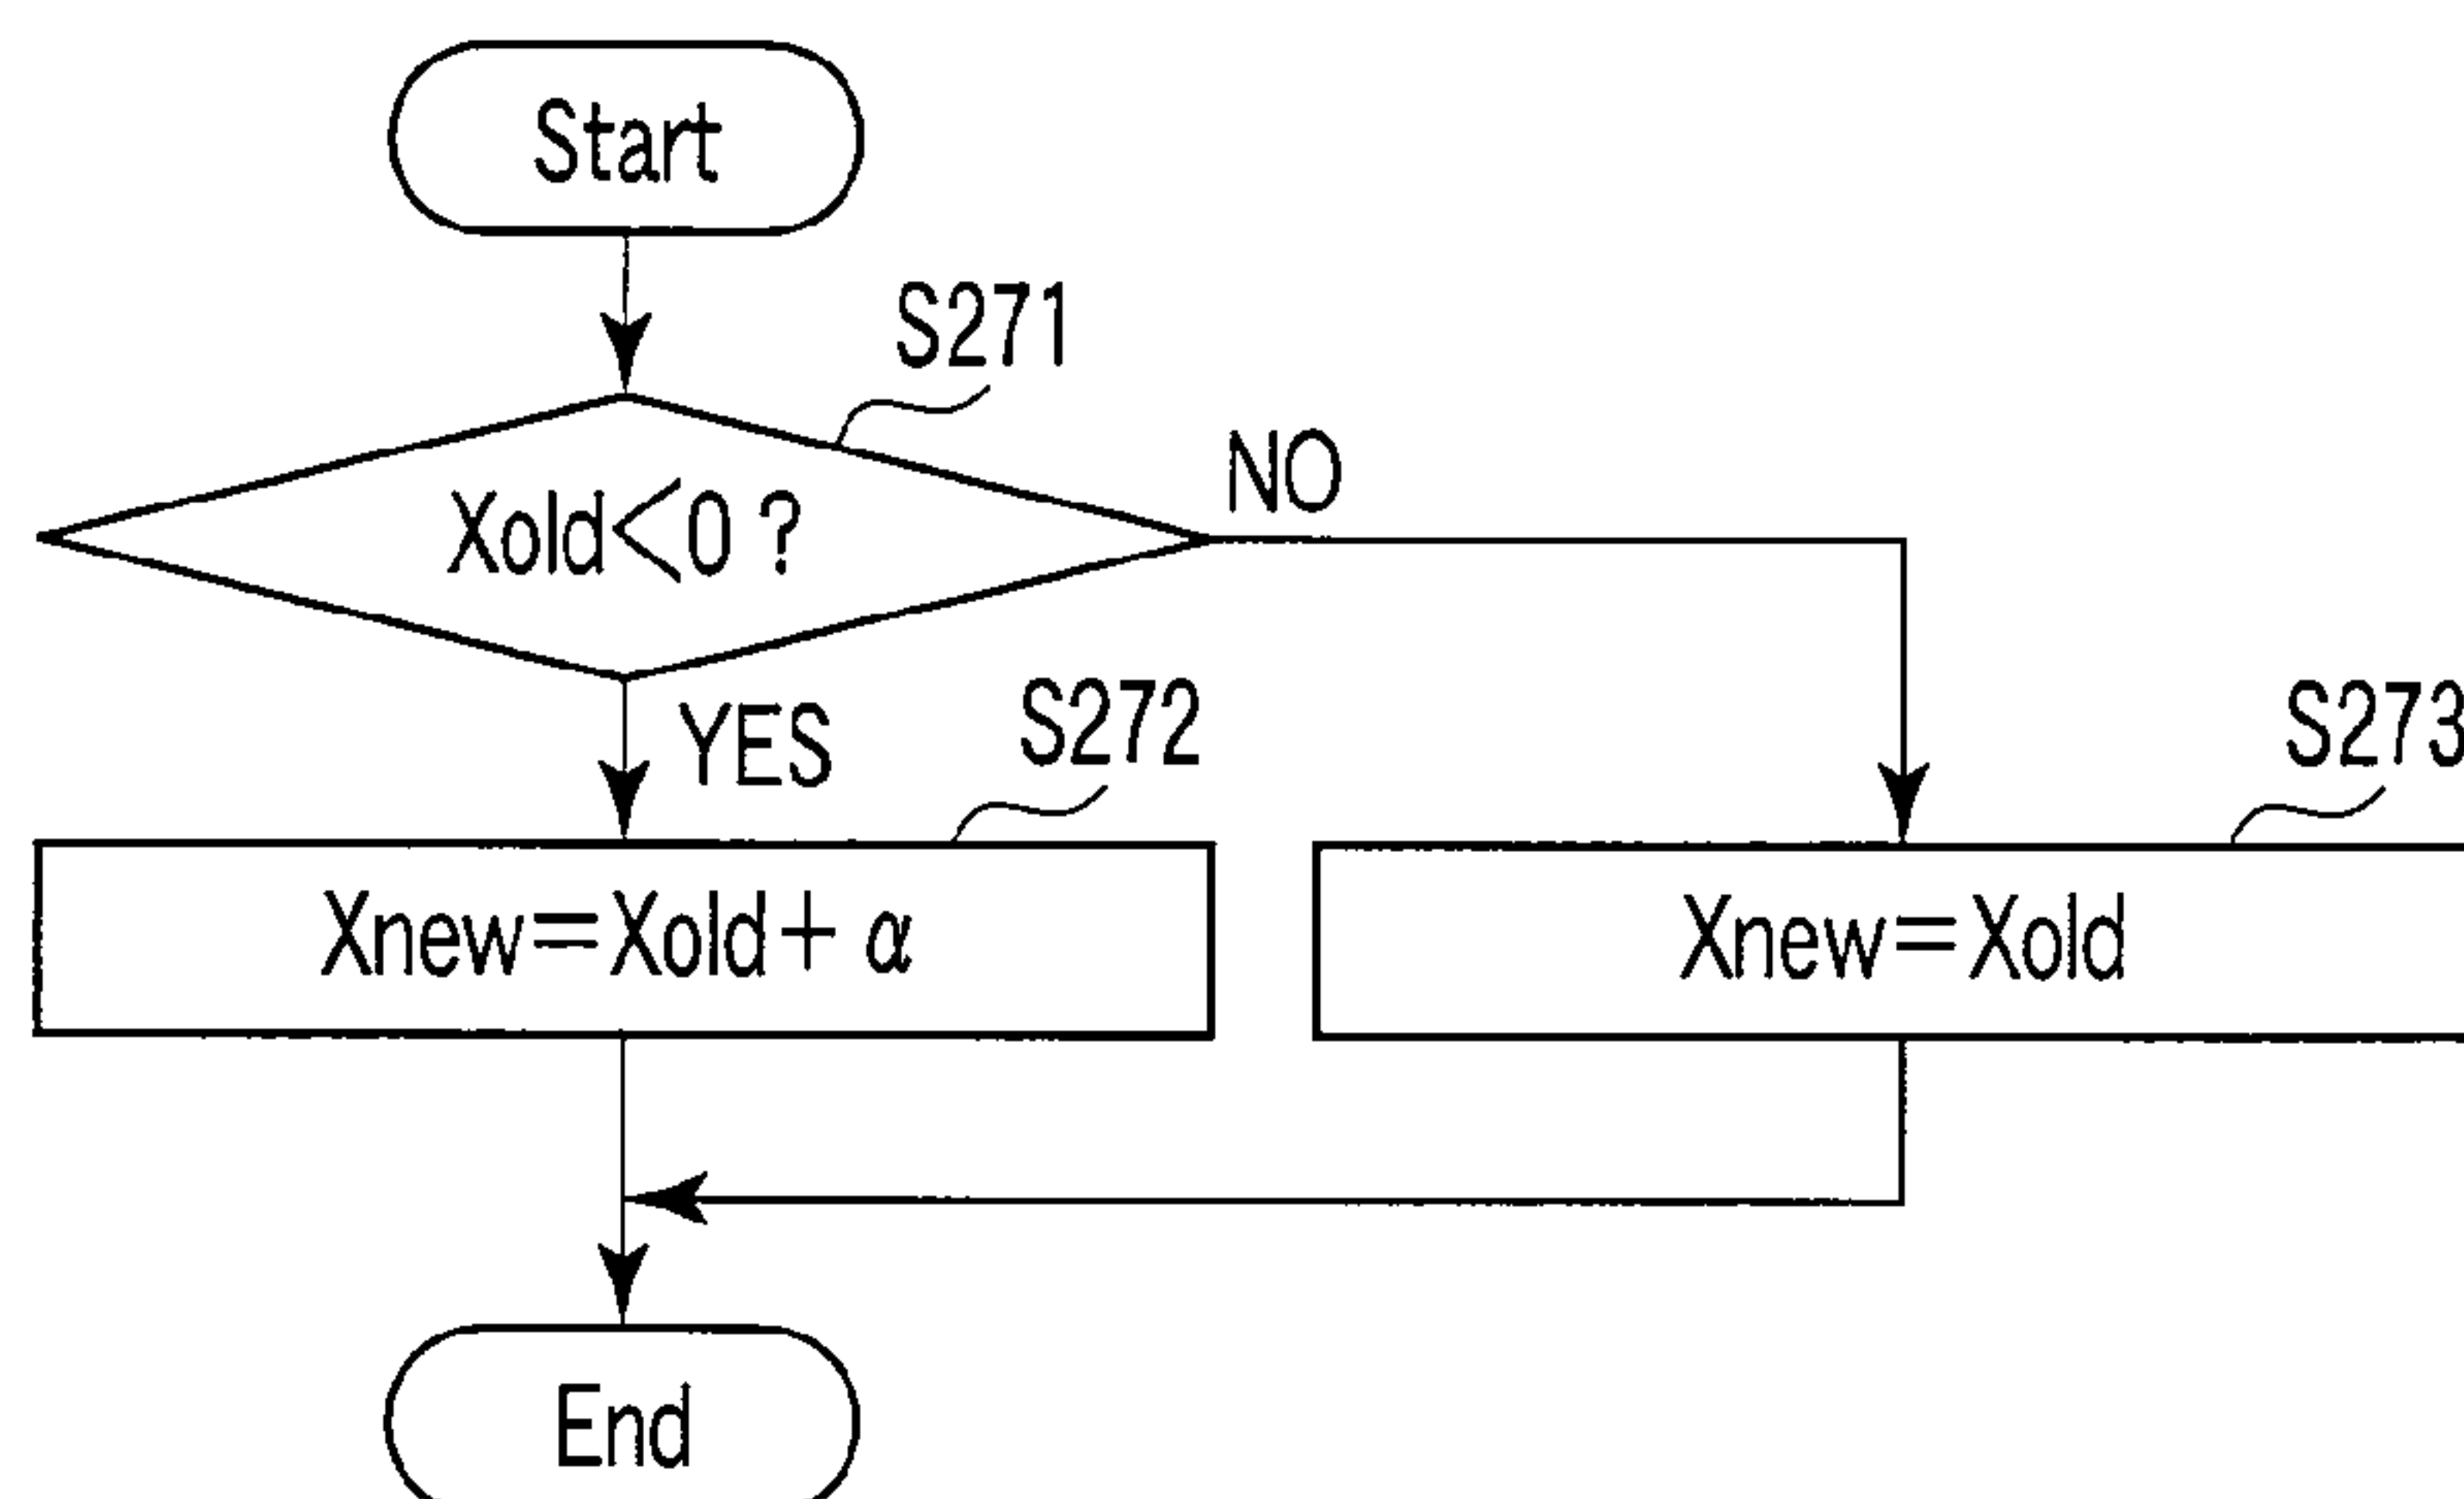 Start
S271
Xold<0?
NO
YES
S272
S273
Xnew=Xold+α
Xnew=Xold
End